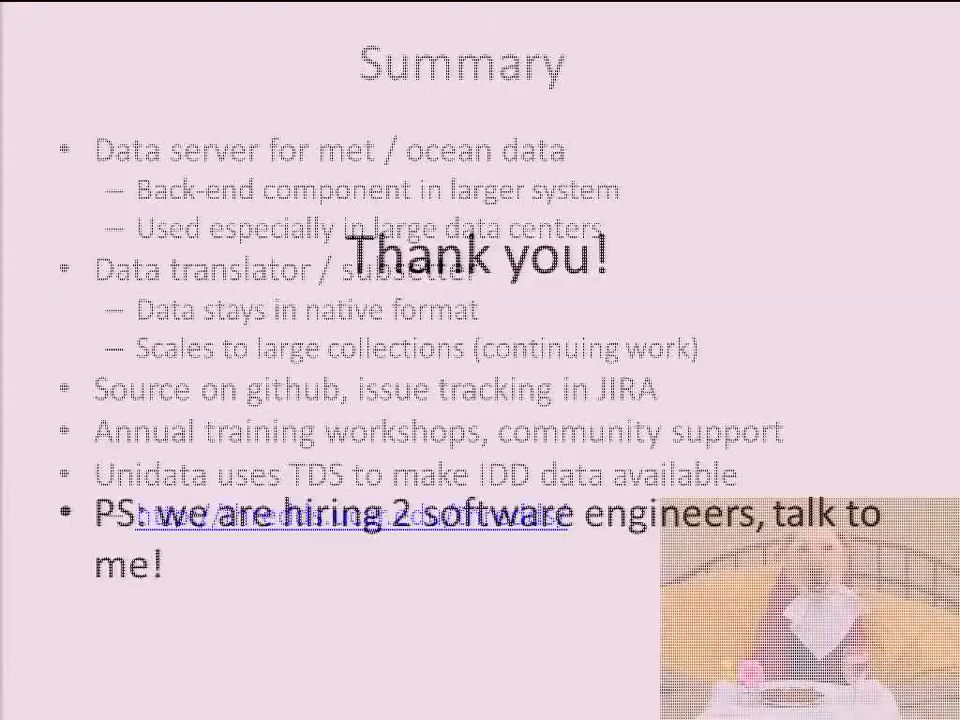 Summary
• Data server for met / ocean data
– Back-end component in larger system
– Used especially in large data centers
Thank you!
• Data translator / subsetter
– Data stays in native format
– Scales to large collections (continuing work)
• Source on github, issue tracking in JIRA
• Annual training workshops, community support
• Unidata uses TDS to make IDD data available
• PS: we are hiring 2 software engineers, talk to
me!